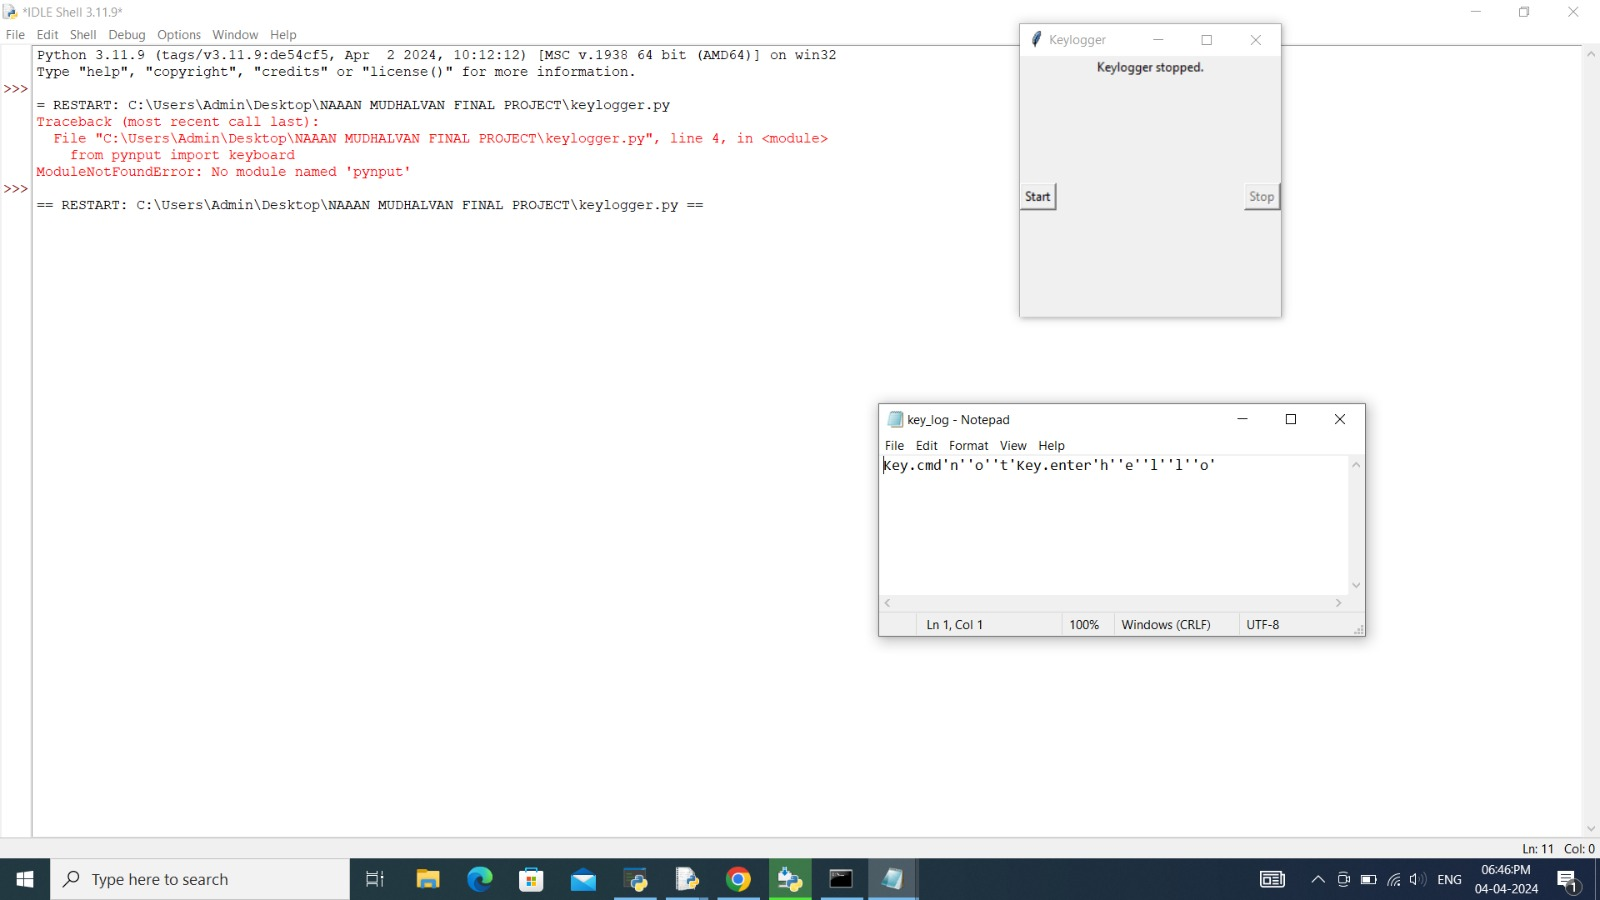 *IDLE Shell 3.11.9*
File Edit Shell Debug Options Window Help
Python 3.11.9 (tags/v3.11.9:de54cf5, Apr  2 2024, 10:12:12) [MSC v.1938 64 bit (AMD64)] on win32
Type "help", "copyright", "credits" or "license()" for more information.
>>>
= RESTART: C:\Users\Admin\Desktop\NAAAN MUDHALVAN FINAL PROJECT\keylogger.py
Traceback (most recent call last):
  File "C:\Users\Admin\Desktop\NAAAN MUDHALVAN FINAL PROJECT\keylogger.py", line 4, in <module>
    from pynput import keyboard
ModuleNotFoundError: No module named 'pynput'
>>>
== RESTART: C:\Users\Admin\Desktop\NAAAN MUDHALVAN FINAL PROJECT\keylogger.py ==
Keylogger
Keylogger stopped.
Start
Stop
key_log - Notepad
File Edit Format View Help
Key.cmd'n''o''t'Key.enter'h''e''l''l''o'
Ln 1, Col 1
100%
Windows (CRLF)
UTF-8
Ln: 11 Col: 0
Type here to search
ENG
06:46:PM
04-04-2024
1